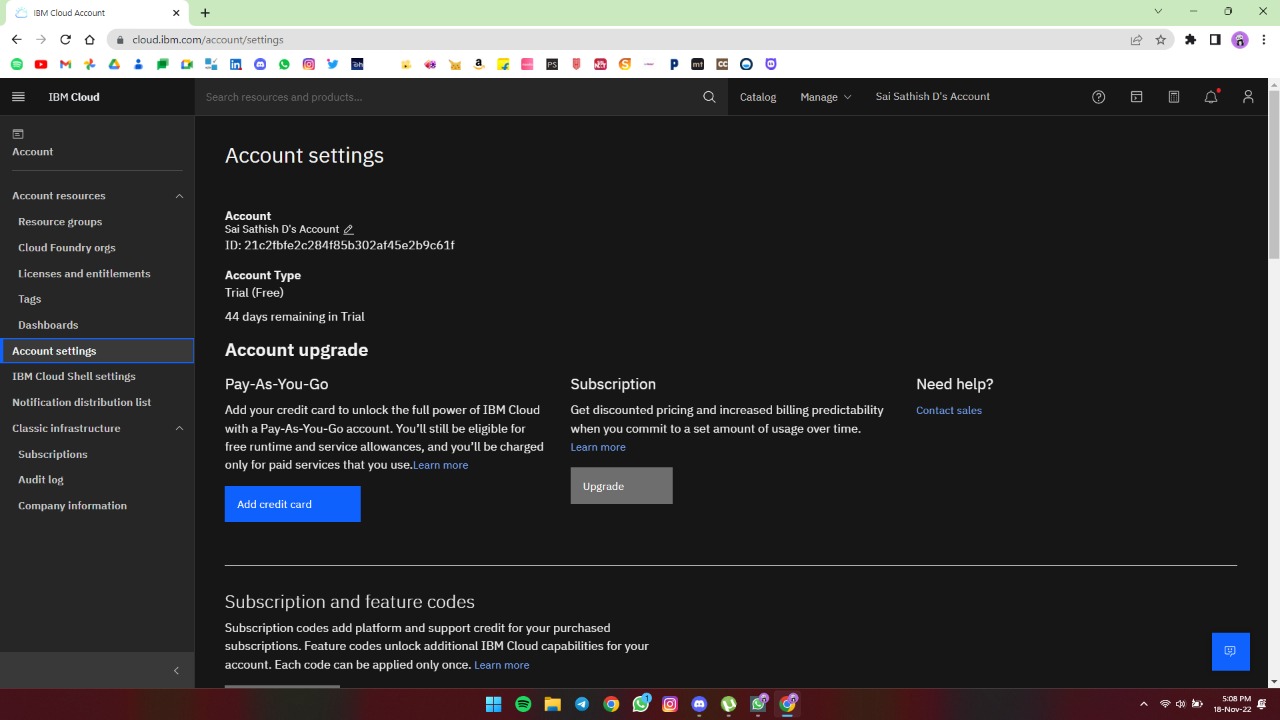 IBM Cloud Account
cloud.ibm.com/account/settings
IBM Cloud
Search resources and products...
Catalog
Manage
Sai Sathish D's Account
Account
Account resources
Resource groups
Cloud Foundry orgs
Licenses and entitlements
Tags
Dashboards
Account settings
IBM Cloud Shell settings
Notification distribution list
Classic infrastructure
Subscriptions
Audit log
Company information
Account settings
Account
Sai Sathish D's Account
ID: 21c2fbfe2c284f85b302af45e2b9c61f
Account Type
Trial (Free)
44 days remaining in Trial
Account upgrade
Pay-As-You-Go
Add your credit card to unlock the full power of IBM Cloud
with a Pay-As-You-Go account. You’ll still be eligible for
free runtime and service allowances, and you’ll be charged
only for paid services that you use.Learn more
Add credit card
Subscription
Get discounted pricing and increased billing predictability
when you commit to a set amount of usage over time.
Learn more
Upgrade
Need help?
Contact sales
Subscription and feature codes
Subscription codes add platform and support credit for your purchased
subscriptions. Feature codes unlock additional IBM Cloud capabilities for your
account. Each code can be applied only once. Learn more
5:08 PM
18-Nov-22